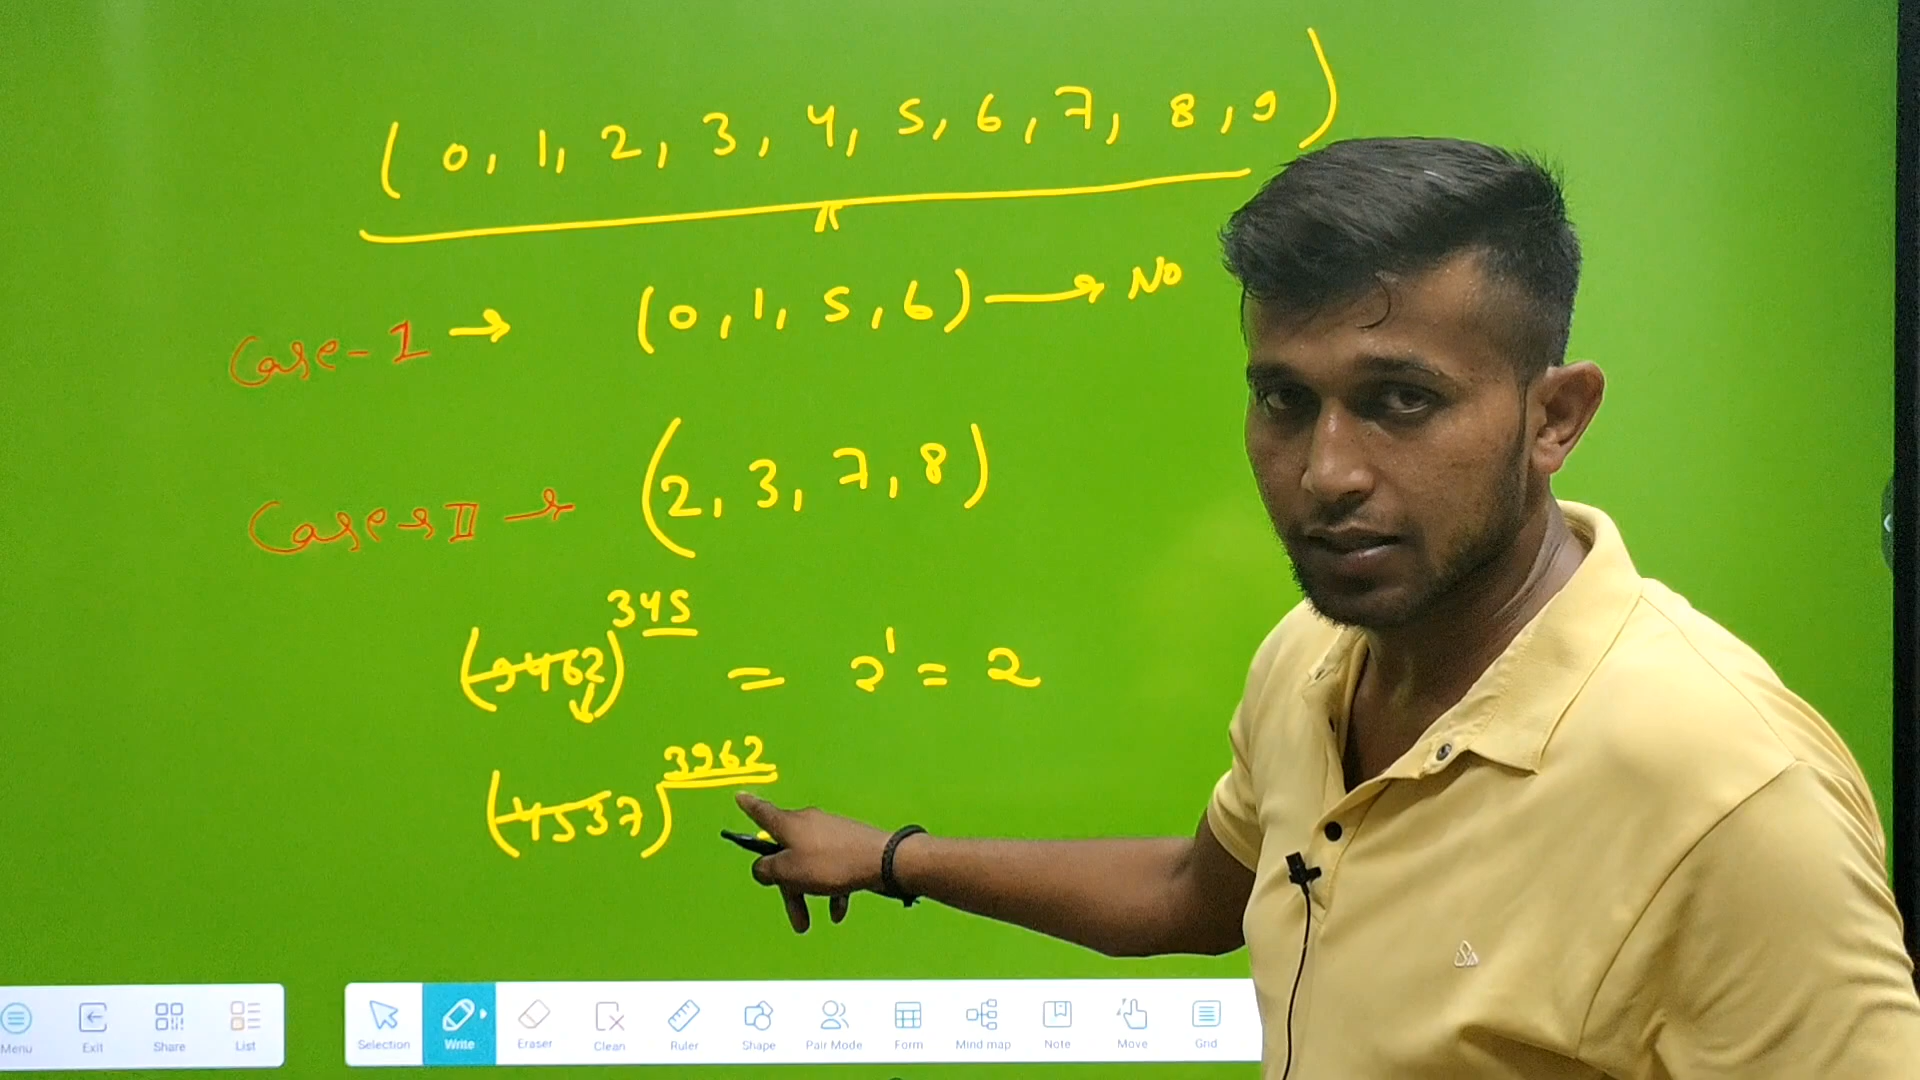 (0, 1, 2, 3, 4, 5, 6, 7, 8, 9)
Case-I → (0, 1, 5, 6) → No
Case → II → (2, 3, 7, 8)
(3462)^345 = 2^1 = 2
(4537)^3962
Menu Exit Share List Selection Write Eraser Clean Ruler Shape Pair Mode Form Mind map Note Move Grid